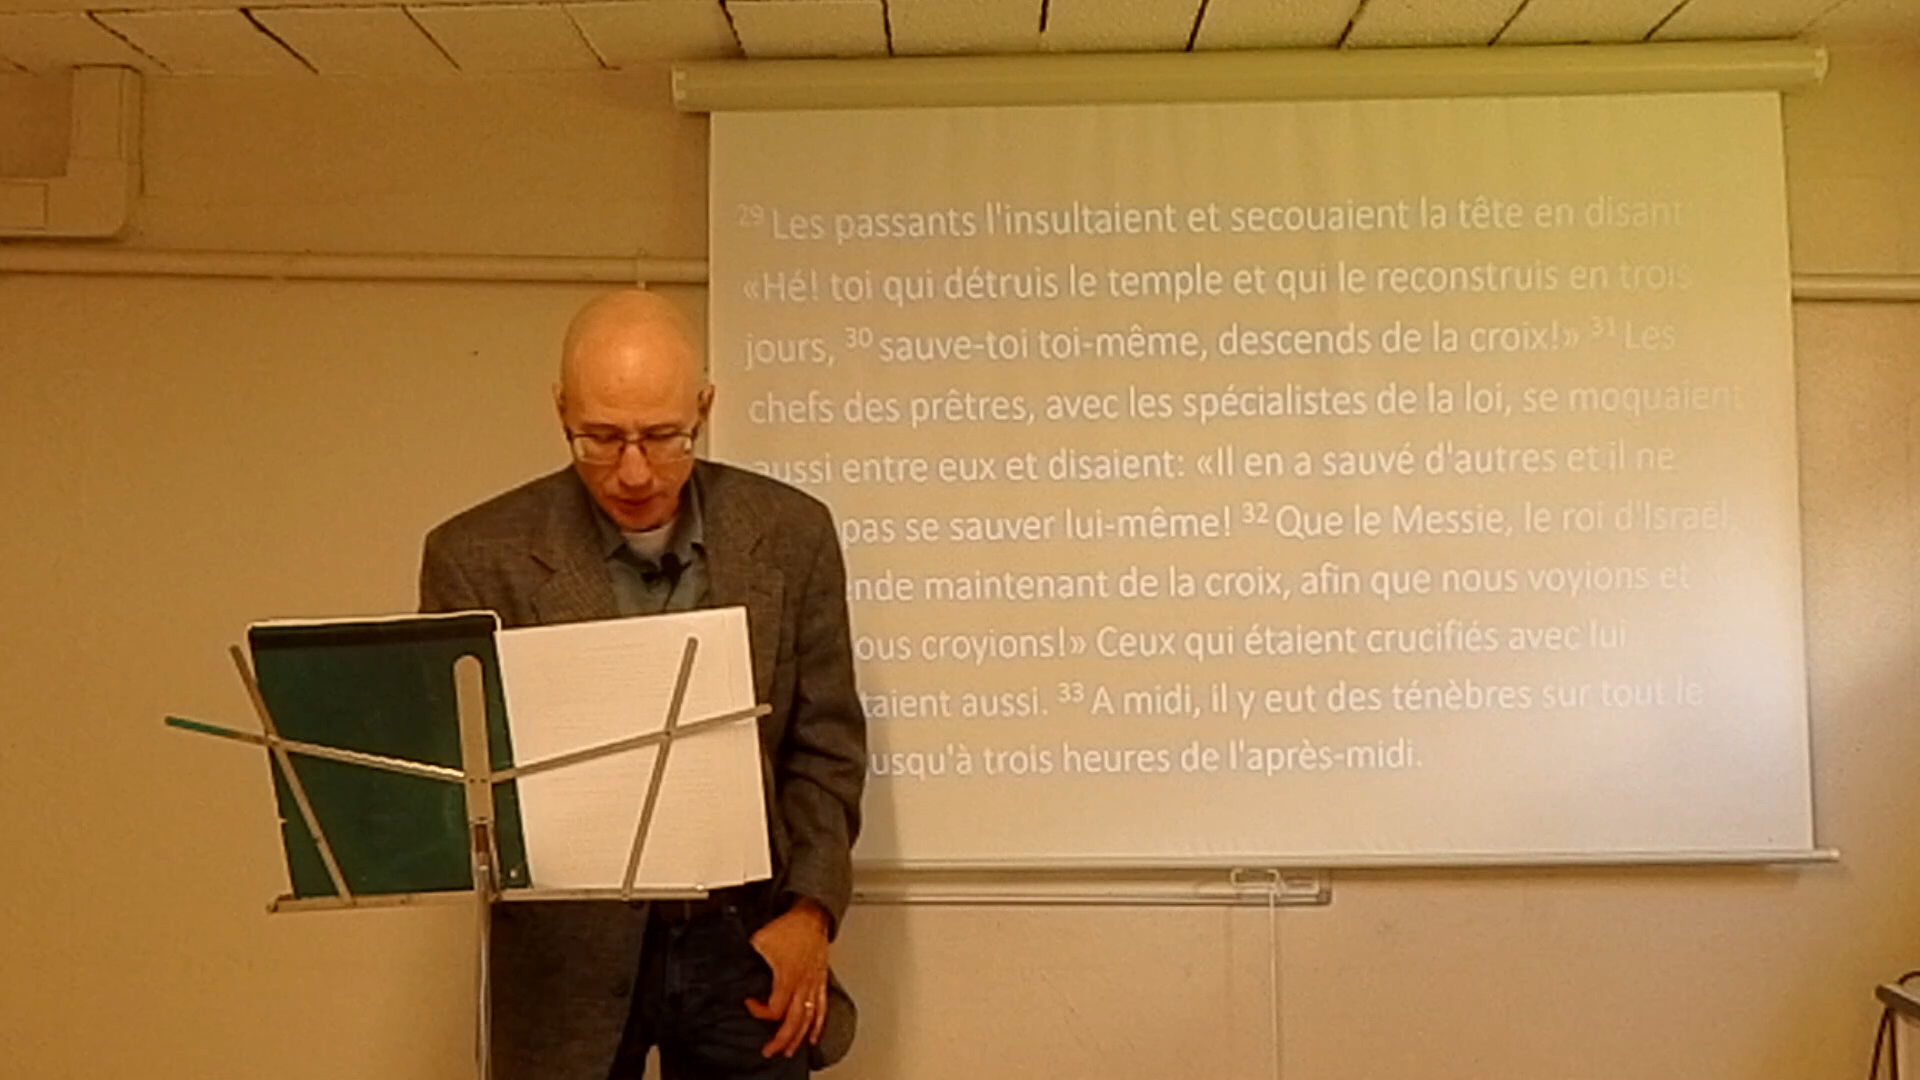 29 Les passants l'insultaient et secouaient la tête en disant
«Hé! toi qui détruis le temple et qui le reconstruis en trois
jours, 30 sauve-toi toi-même, descends de la croix!» 31 Les
chefs des prêtres, avec les spécialistes de la loi, se moquaient
aussi entre eux et disaient: «Il en a sauvé d'autres et il ne
pas se sauver lui-même! 32 Que le Messie, le roi d'Israël,
maintenant de la croix, afin que nous voyions et
croyions!» Ceux qui étaient crucifiés avec lui
aussi. 33 A midi, il y eut des ténèbres sur tout le
jusqu'à trois heures de l'après-midi.